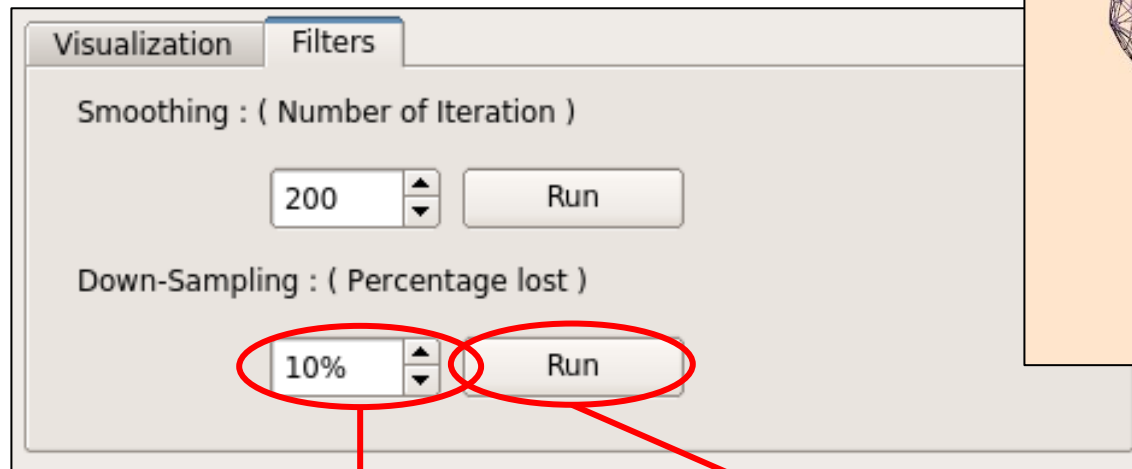 Visualization Filters
Smoothing : ( Number of Iteration )
200 Run
Down-Sampling : ( Percentage lost )
10% Run